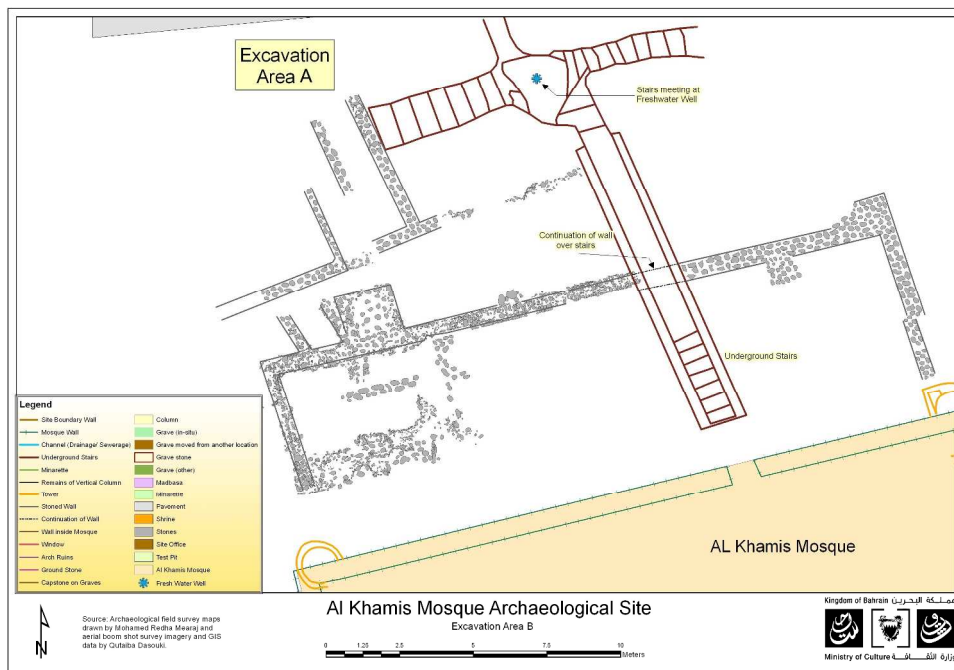 Excavation
Area A
Stairs meeting at
Freshwater Well
Continuation of wall
over stairs
Underground Stairs
AL Khamis Mosque
Legend
Site Boundary Wall
Mosque Wall
Channel (Drainage/ Sewerage)
Underground Stairs
Minarette
Remains of Vertical Column
Tower
Stoned Wall
Continuation of Wall
Wall inside Mosque
Window
Arch Ruins
Ground Stone
Capstone on Graves
Column
Grave (in-situ)
Grave moved from another location
Grave stone
Grave (other)
Madbasa
Minarette
Pavement
Shrine
Stones
Site Office
Test Pit
Al Khamis Mosque
Fresh Water Well
N
Source: Archaeological field survey maps
drawn by Mohamed Redha Mearaj and
aerial boom shot survey imagery and GIS
data by Qutaiba Dasouki.
Al Khamis Mosque Archaeological Site
Excavation Area B
0 1.25 2.5 5 7.5 10
Meters
Kingdom of Bahrain مملكة البحرين
Ministry of Culture وزارة الثقافة